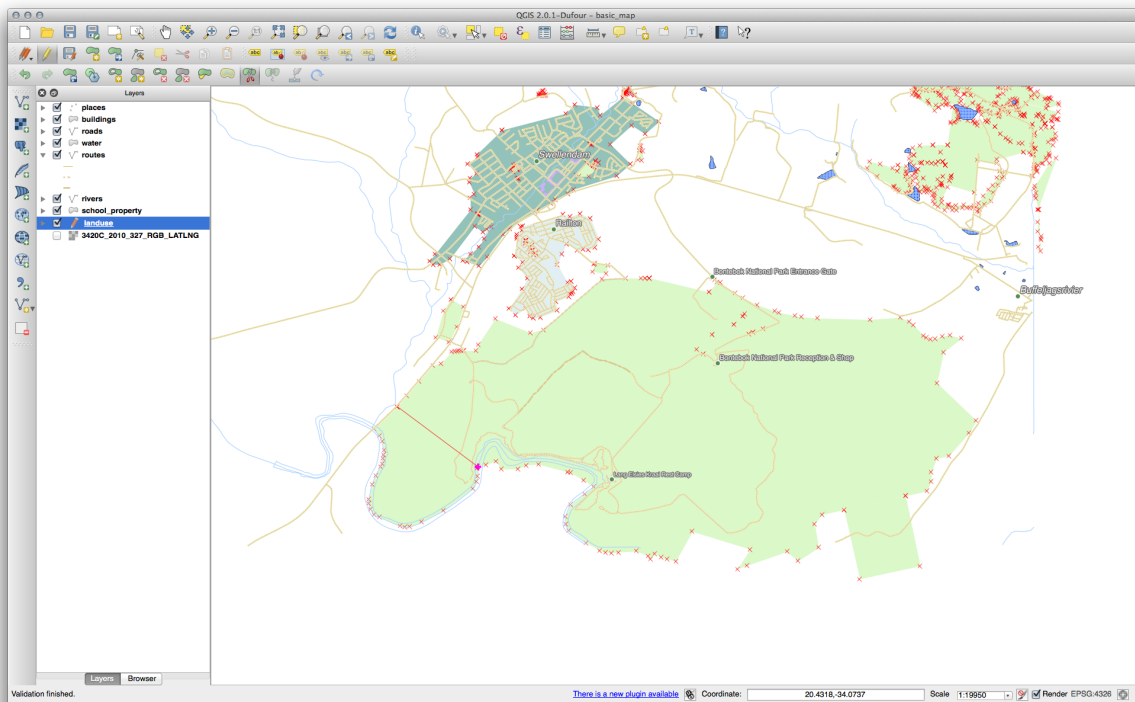 QGIS 2.0.1-Dufour - basic_map
Layers
places
buildings
roads
water
routes
rivers
school_property
landuse
3420C_2010_327_RGB_LATLNG
Swellendam
Railton
Bontebok National Park Entrance Gate
Buffeljagsrivier
Bontebok National Park Reception & Shop
Lang Elsies Kraal Rest Camp
Layers Browser
Validation finished. There is a new plugin available Coordinate: 20.4318,-34.0737 Scale 1:19950 Render EPSG:4326